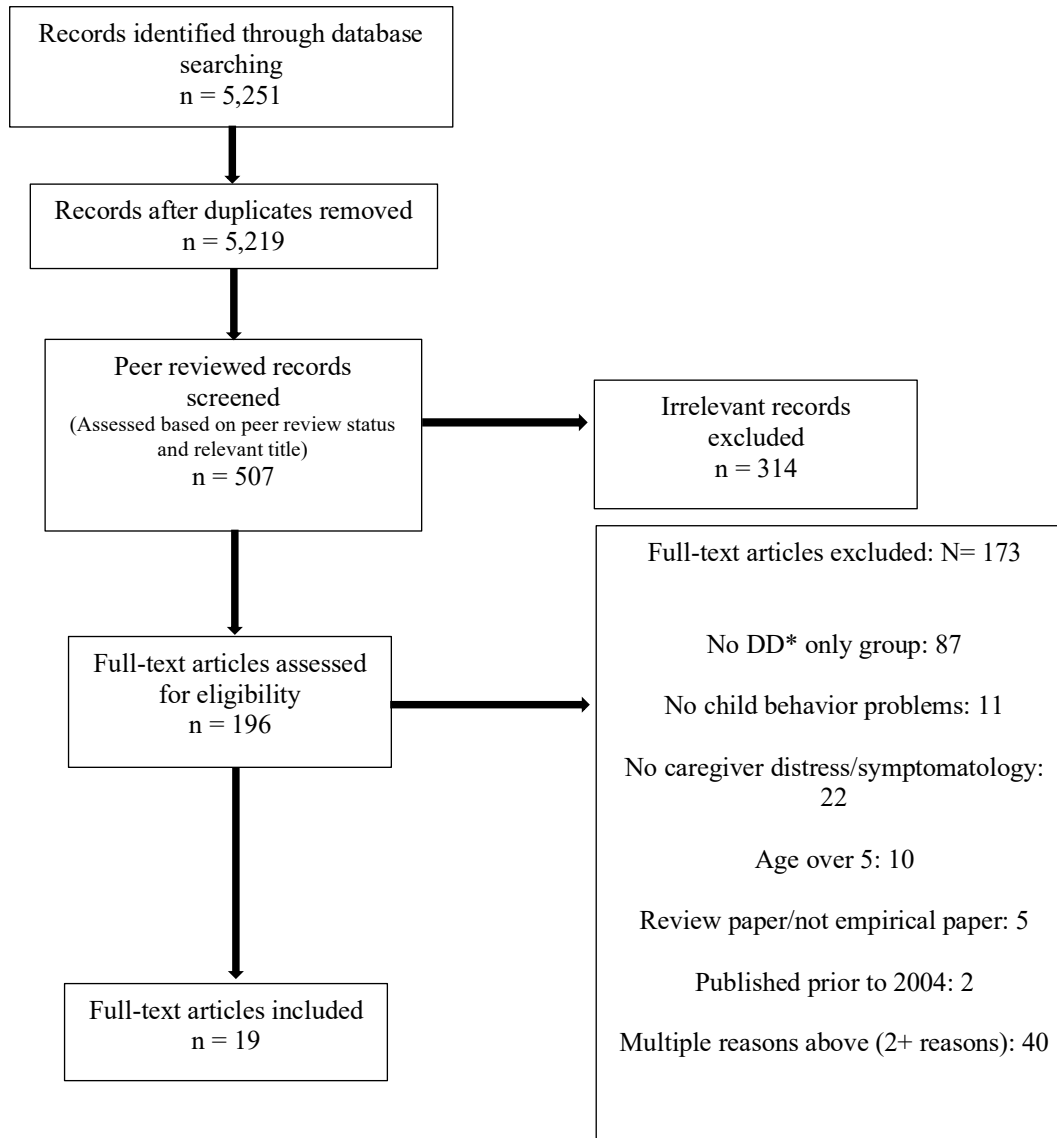 Records identified through database
searching
n = 5,251
Records after duplicates removed
n = 5,219
Peer reviewed records
screened
(Assessed based on peer review status
and relevant title)
n = 507
Irrelevant records
excluded
n = 314
Full-text articles assessed
for eligibility
n = 196
Full-text articles excluded: N= 173
No DD* only group: 87
No child behavior problems: 11
No caregiver distress/symptomatology:
22
Age over 5: 10
Review paper/not empirical paper: 5
Published prior to 2004: 2
Multiple reasons above (2+ reasons): 40
Full-text articles included
n = 19